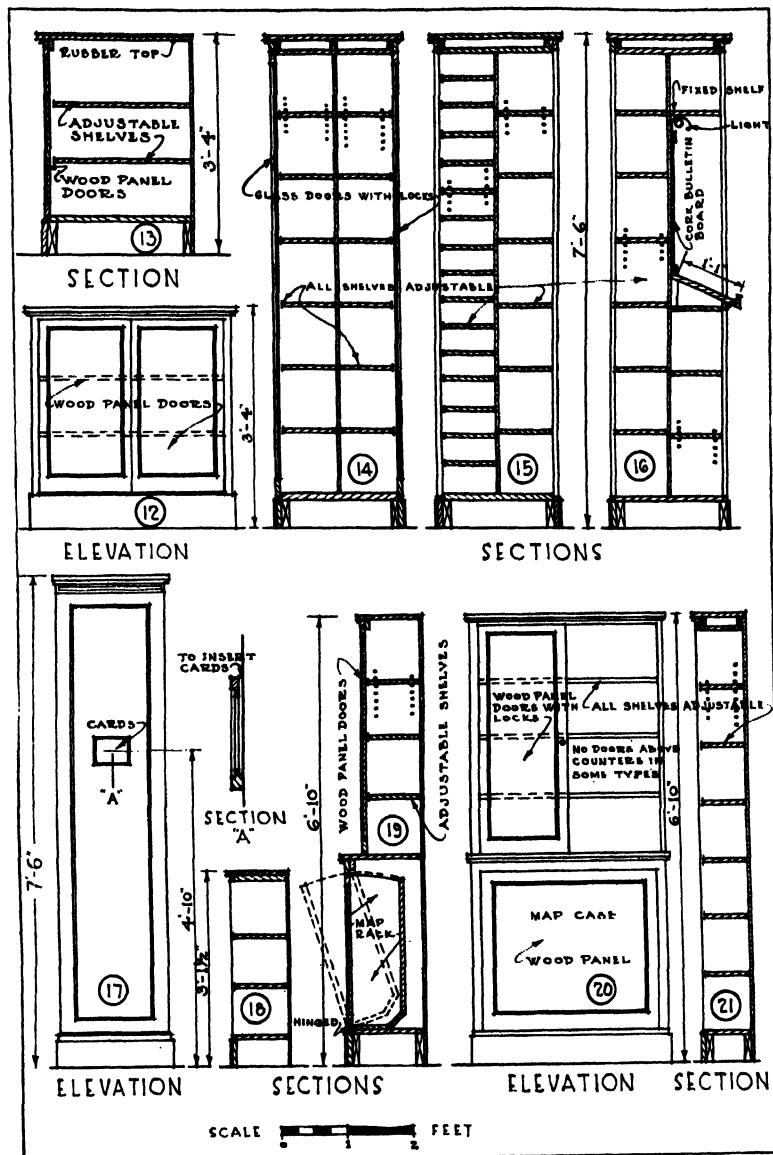 RUBBER TOP
ADJUSTABLE
SHELVES
WOOD PANEL
DOORS
3'-4"
13
SECTION
WOOD PANEL DOORS
3'-4"
12
ELEVATION
GLASS DOORS WITH LOCKS
ALL SHELVES ADJUSTABLE
14
15
7'-6"
FIXED SHELF
LIGHT
CORK BULLETIN
BOARD
1'-1"
16
SECTIONS
7'-6"
CARDS
"A"
17
ELEVATION
TO INSERT
CARDS
SECTION
"A"
4'-10"
3'-1½"
18
6'-10"
WOOD PANEL DOORS
ADJUSTABLE SHELVES
19
MAP
RACK
HINGED
SECTIONS
WOOD PANEL
DOORS WITH
LOCKS
ALL SHELVES ADJUSTABLE
NO DOORS ABOVE
COUNTERS IN
SOME TYPES
6'-10"
MAP CASE
WOOD PANEL
20
ELEVATION
21
SECTION
SCALE
0
1
2
FEET